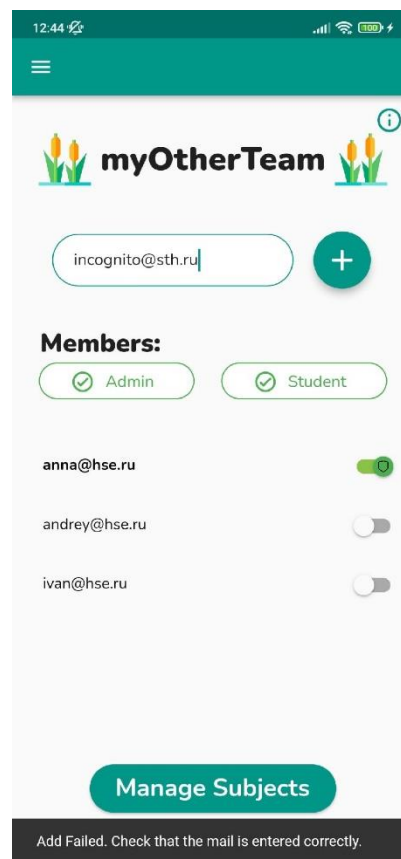 12:44
100
myOtherTeam
incognito@sth.ru
Members:
Admin
Student
anna@hse.ru
andrey@hse.ru
ivan@hse.ru
Manage Subjects
Add Failed. Check that the mail is entered correctly.